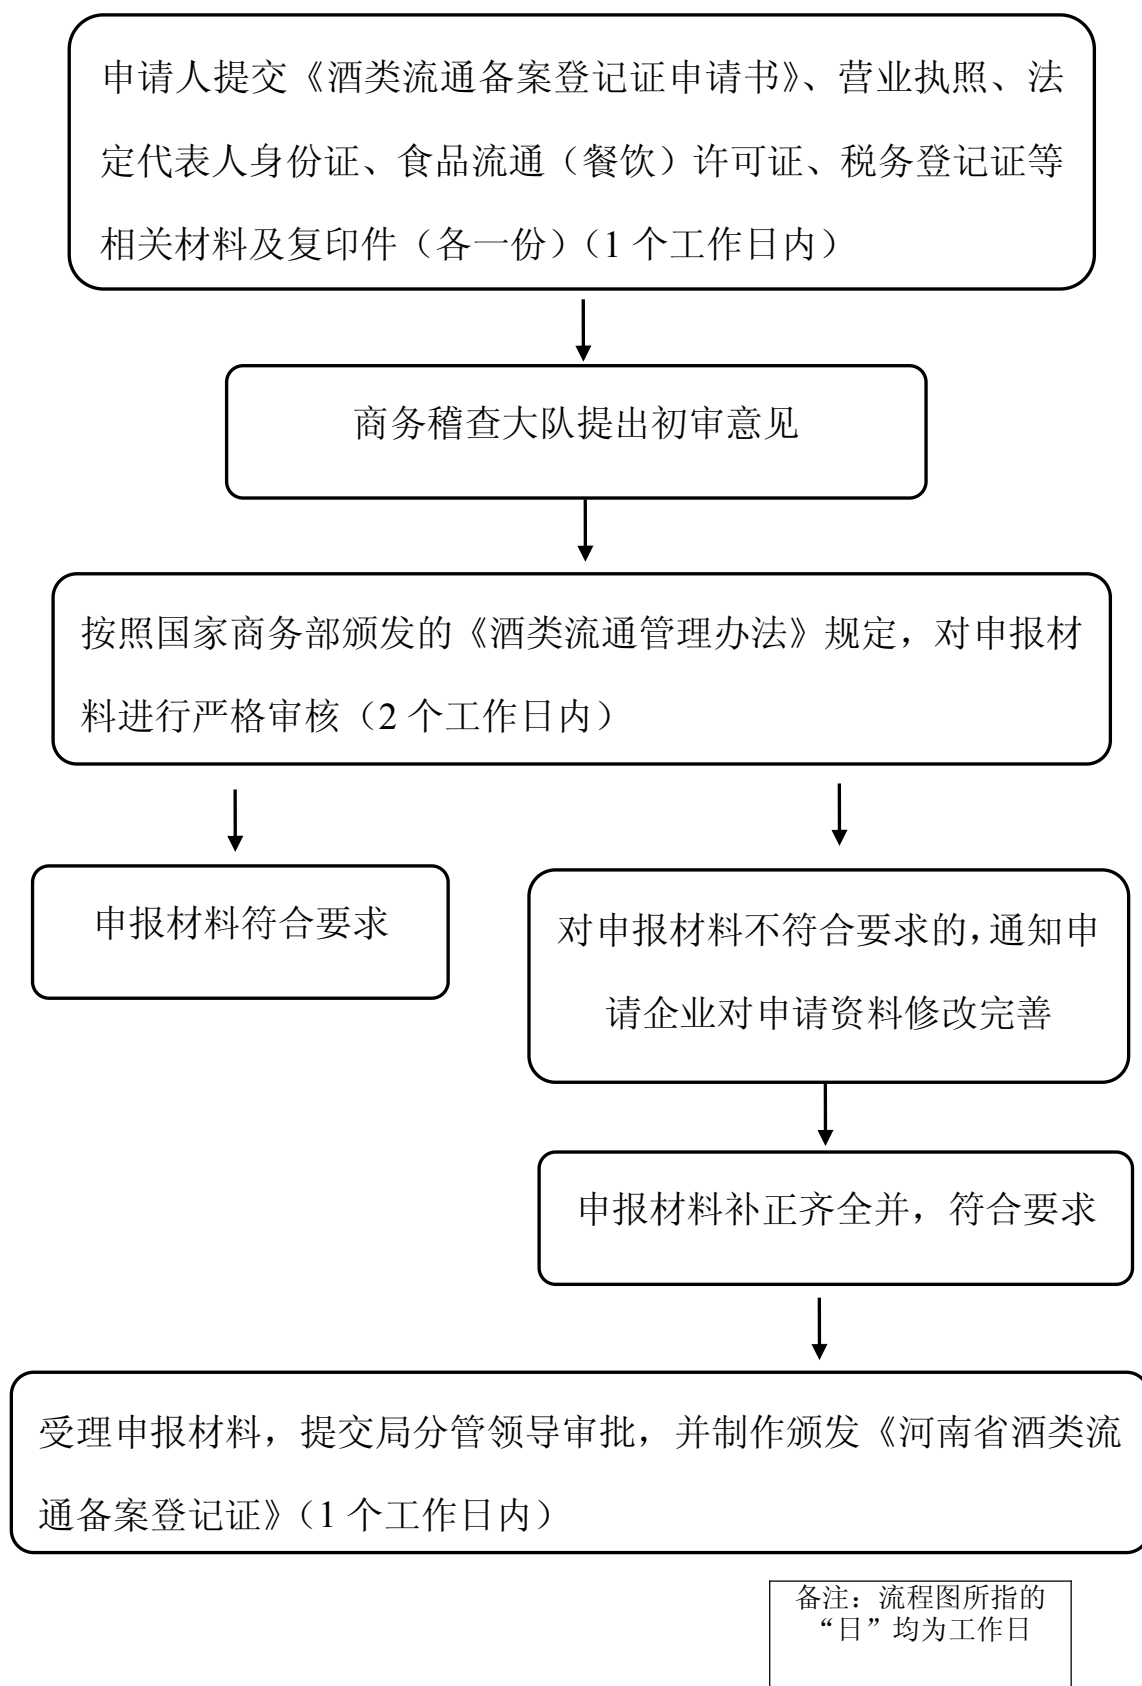 申请人提交《酒类流通备案登记证申请书》、营业执照、法
定代表人身份证、食品流通（餐饮）许可证、税务登记证等
相关材料及复印件（各一份）（1 个工作日内）
商务稽查大队提出初审意见
按照国家商务部颁发的《酒类流通管理办法》规定，对申报材
料进行严格审核（2 个工作日内）
申报材料符合要求
对申报材料不符合要求的，通知申
请企业对申请资料修改完善
申报材料补正齐全并，符合要求
受理申报材料，提交局分管领导审批，并制作颁发《河南省酒类流
通备案登记证》（1 个工作日内）
备注：流程图所指的
“日”均为工作日